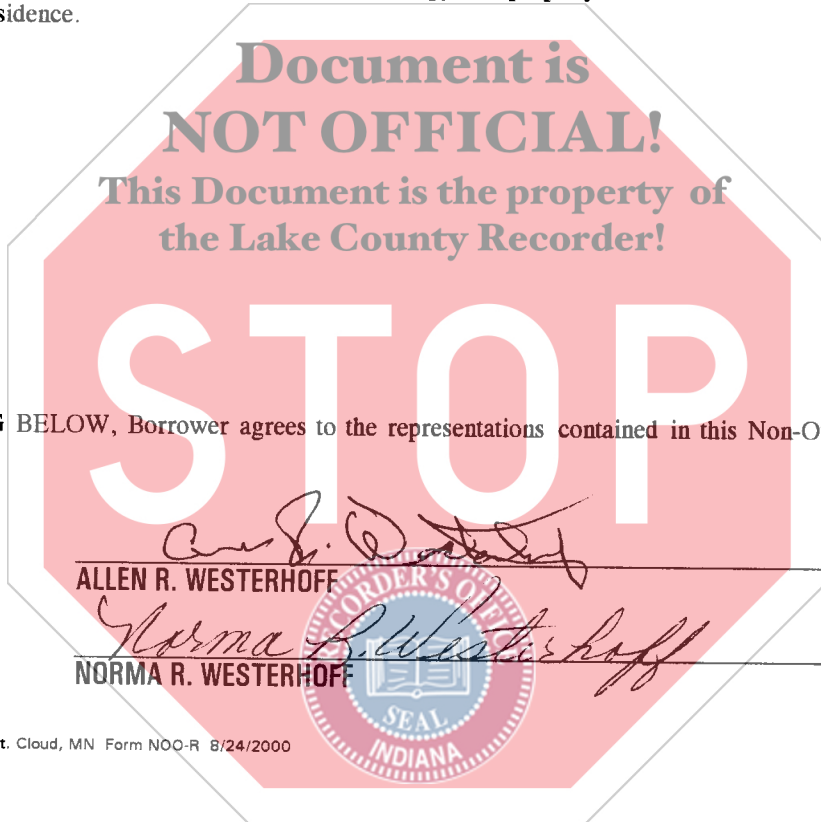 sidence.
Document is
NOT OFFICIAL!
This Document is the property of
the Lake County Recorder!
STOP
G BELOW, Borrower agrees to the representations contained in this Non-O
Norma R. Westerhoff
ALLEN R. WESTERHOFF
NORMA R. WESTERHOFF
RECORDER'S OFFICE
SEAL
INDIANA
t. Cloud, MN Form NOO-R 8/24/2000